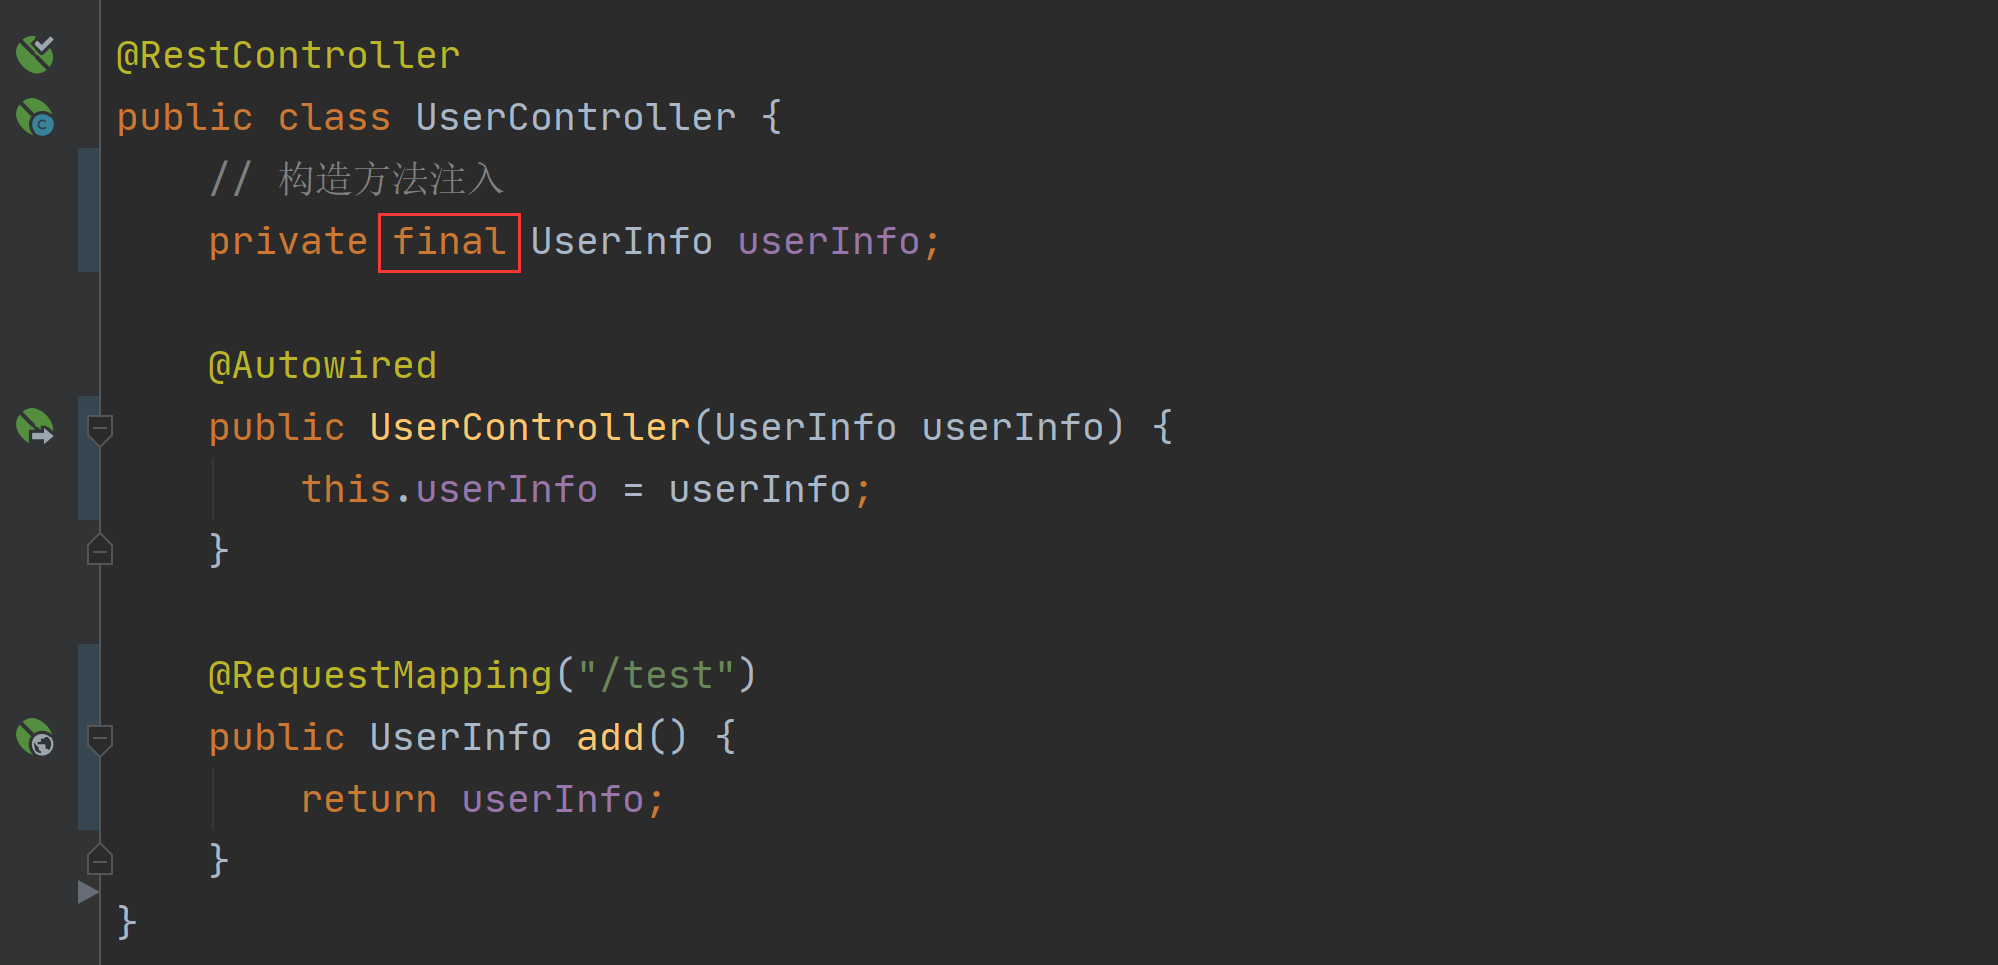 @RestController
public class UserController {
    // 构造方法注入
    private final UserInfo userInfo;
    @Autowired
    public UserController(UserInfo userInfo) {
        this.userInfo = userInfo;
    }
    @RequestMapping("/test")
    public UserInfo add() {
        return userInfo;
    }
}